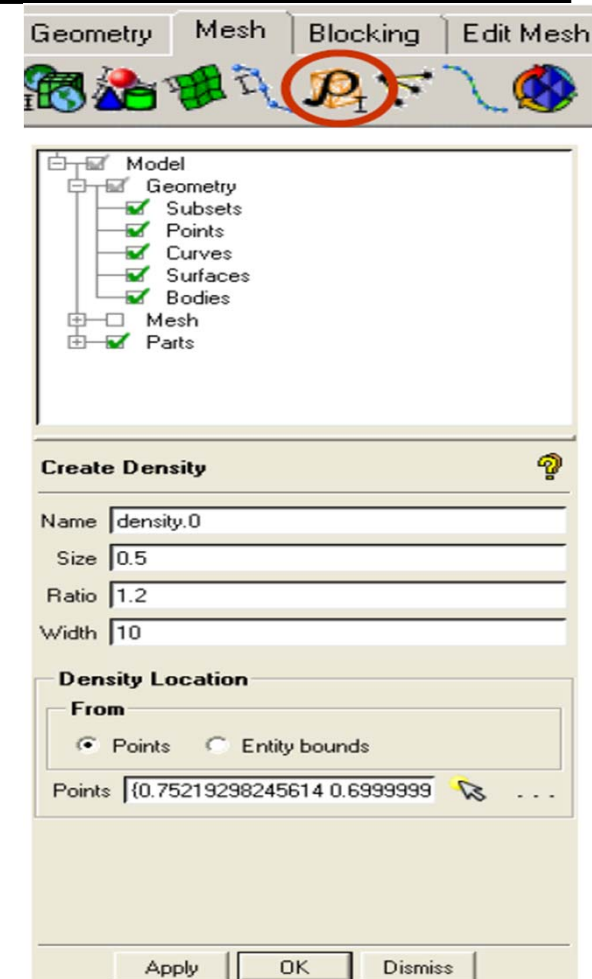 Geometry Mesh Blocking Edit Mesh
Model
Geometry
Subsets
Points
Curves
Surfaces
Bodies
Mesh
Parts
Create Density
Name density.0
Size 0.5
Ratio 1.2
Width 10
Density Location
From
Points Entity bounds
Points {0.75219298245614 0.6999999 ...
Apply OK Dismiss